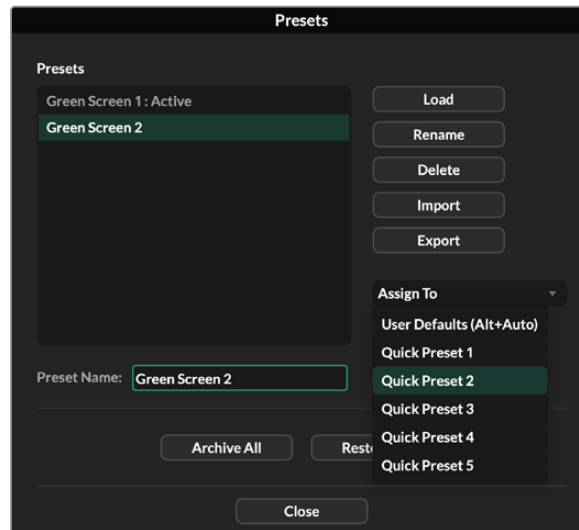 Presets
Presets
Green Screen 1 : Active
Green Screen 2
Load
Rename
Delete
Import
Export
Assign To
User Defaults (Alt+Auto)
Quick Preset 1
Quick Preset 2
Quick Preset 3
Quick Preset 4
Quick Preset 5
Preset Name: Green Screen 2
Archive All
Close